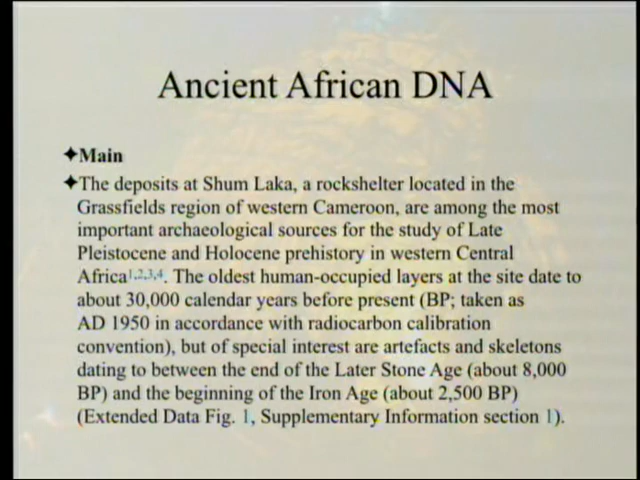 Ancient African DNA
✦Main
✦The deposits at Shum Laka, a rockshelter located in the
Grassfields region of western Cameroon, are among the most
important archaeological sources for the study of Late
Pleistocene and Holocene prehistory in western Central
Africa1,2,3,4. The oldest human-occupied layers at the site date to
about 30,000 calendar years before present (BP; taken as
AD 1950 in accordance with radiocarbon calibration
convention), but of special interest are artefacts and skeletons
dating to between the end of the Later Stone Age (about 8,000
BP) and the beginning of the Iron Age (about 2,500 BP)
(Extended Data Fig. 1, Supplementary Information section 1).